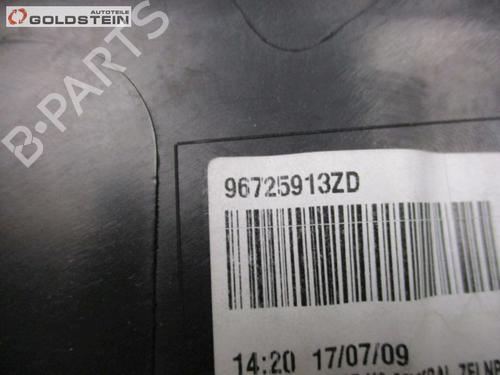 AUTOTEILE
GOLDSTEIN
B-PARTS
96725913ZD
14:20 17/07/09